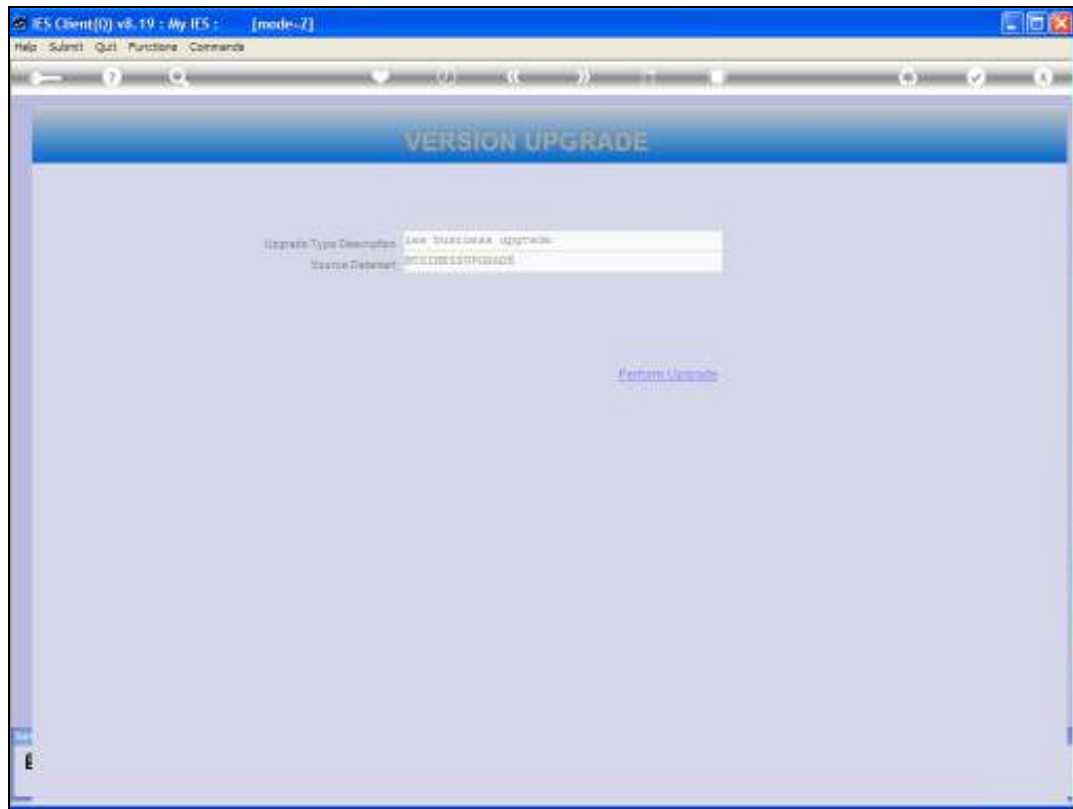 IES Client(Q) v8.19 : My IES : [mode-Z]
Help Submit Quit Functions Commands
VERSION UPGRADE
Upgrade Type Description ies business upgrade
Source Datamart BUSINESSUPGRADE
Perform Upgrade